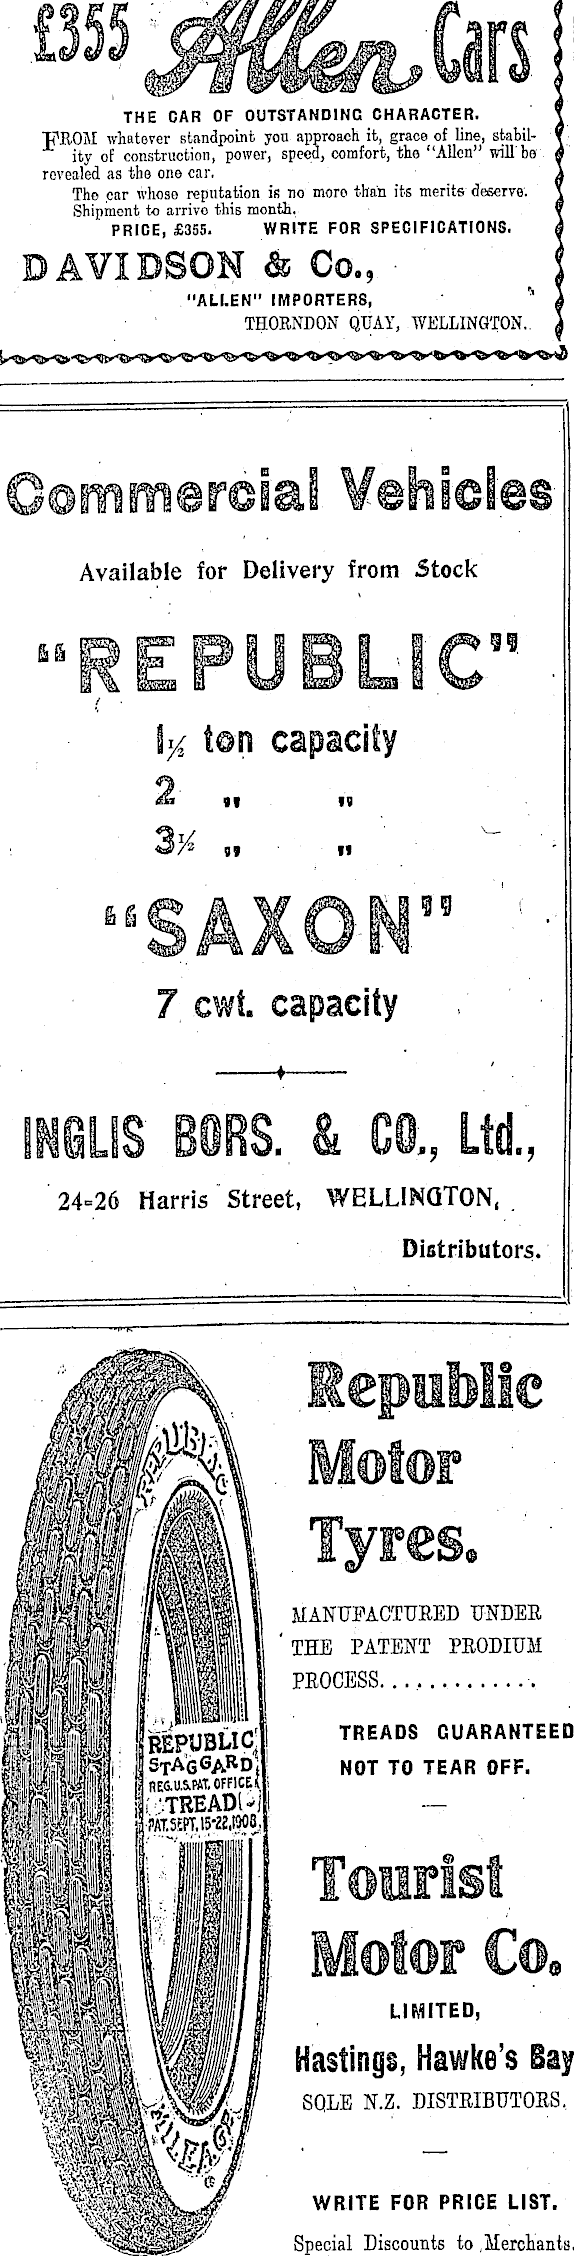 £355 Allen Cars
THE CAR OF OUTSTANDING CHARACTER.
FROM whatever standpoint you approach it, grace of line, stabil-
ity of construction, power, speed, comfort, the "Allen" will be
revealed as the one car.
The car whose reputation is no more than its merits deserve.
Shipment to arrive this month.
PRICE, £355. WRITE FOR SPECIFICATIONS.
DAVIDSON & Co.,
"ALLEN" IMPORTERS,
THORNDON QUAY, WELLINGTON.
Commercial Vehicles
Available for Delivery from Stock
"REPUBLIC"
1½ ton capacity
2 " "
3½ " "
"SAXON"
7 cwt. capacity
INGLIS BORS. & CO., Ltd.,
24-26 Harris Street, WELLINGTON,
Distributors.
REPUBLIC
REPUBLIC
STAGGARD
REG. U.S. PAT. OFFICE
TREAD
PAT. SEPT. 15-22, 1908
MILEAGE
Republic
Motor
Tyres.
MANUFACTURED UNDER
THE PATENT PRODIUM
PROCESS.............
TREADS GUARANTEED
NOT TO TEAR OFF.
Tourist
Motor Co.
LIMITED,
Hastings, Hawke's Bay
SOLE N.Z. DISTRIBUTORS.
WRITE FOR PRICE LIST.
Special Discounts to Merchants.